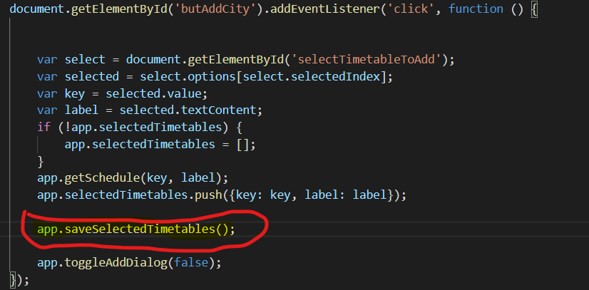 document.getElementById('butAddCity').addEventListener('click', function () {
var select = document.getElementById('selectTimetableToAdd');
var selected = select.options[select.selectedIndex];
var key = selected.value;
var label = selected.textContent;
if (!app.selectedTimetables) {
app.selectedTimetables = [];
}
app.getSchedule(key, label);
app.selectedTimetables.push({key: key, label: label});
app.saveSelectedTimetables();
app.toggleAddDialog(false);
});